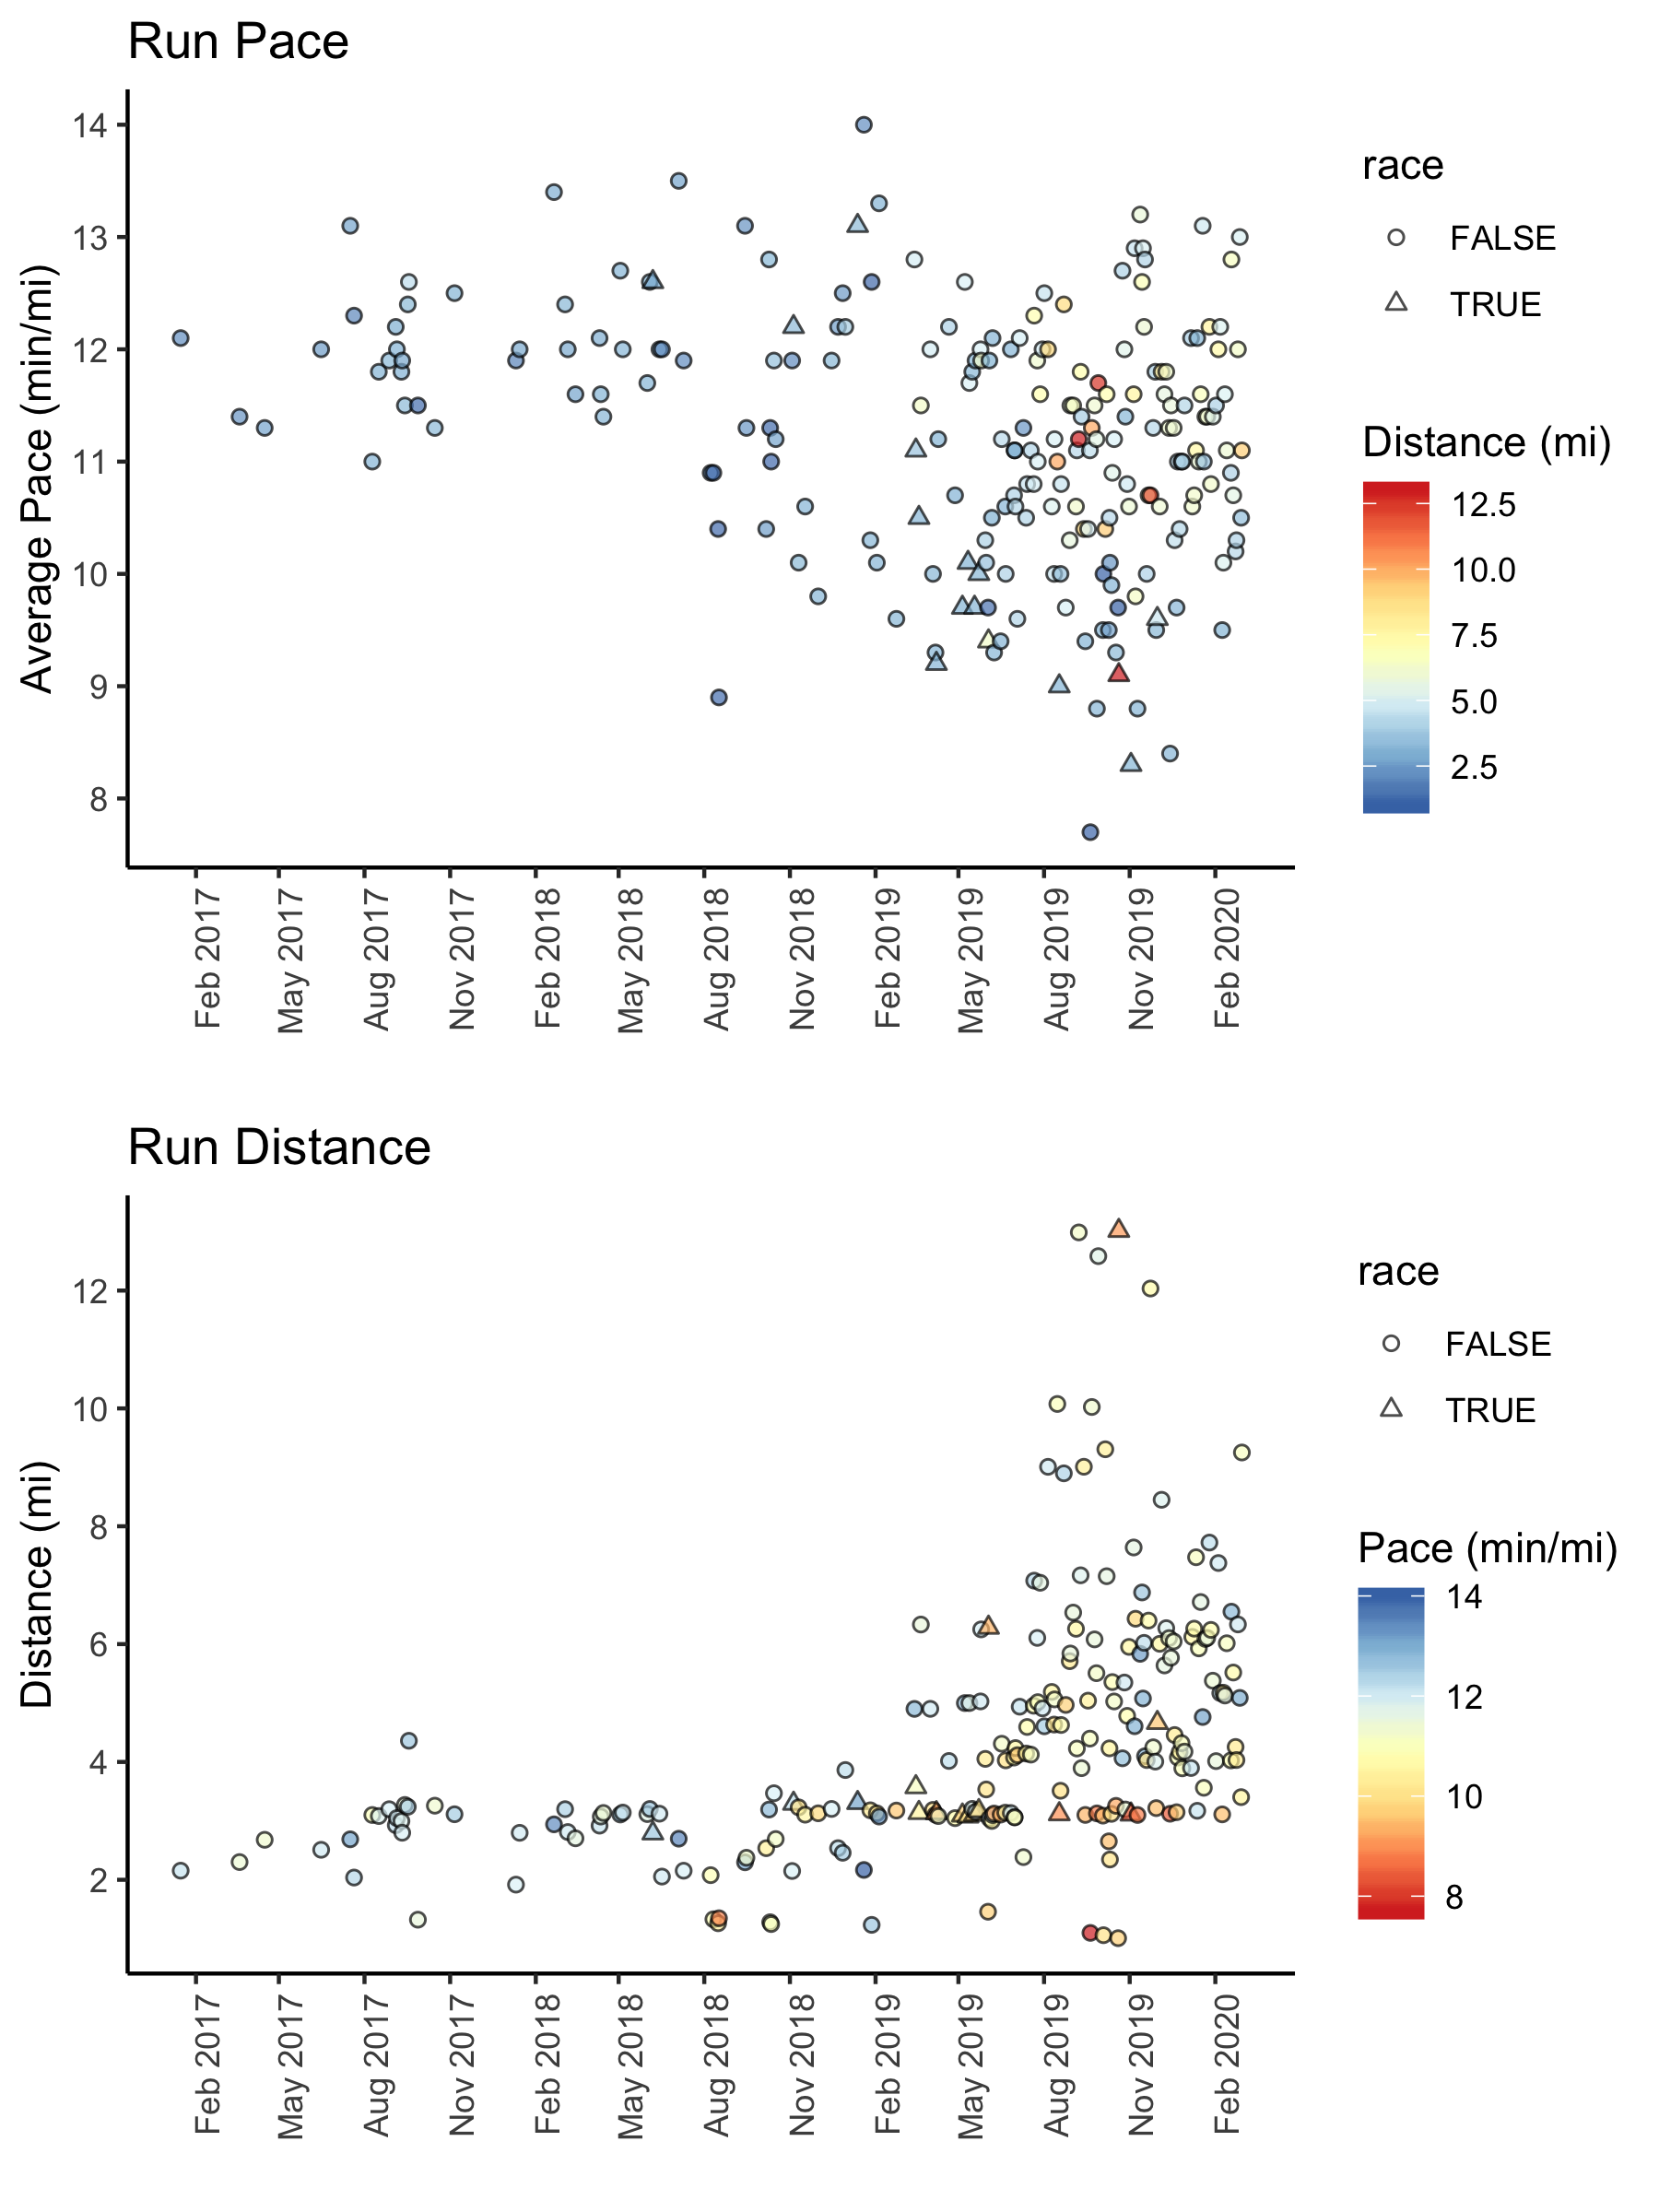 Run Pace
Average Pace (min/mi)
14
13
12
11
10
9
8
Feb 2017
May 2017
Aug 2017
Nov 2017
Feb 2018
May 2018
Aug 2018
Nov 2018
Feb 2019
May 2019
Aug 2019
Nov 2019
Feb 2020
race
FALSE
TRUE
Distance (mi)
12.5
10.0
7.5
5.0
2.5
Run Distance
Distance (mi)
12
10
8
6
4
2
Feb 2017
May 2017
Aug 2017
Nov 2017
Feb 2018
May 2018
Aug 2018
Nov 2018
Feb 2019
May 2019
Aug 2019
Nov 2019
Feb 2020
race
FALSE
TRUE
Pace (min/mi)
14
12
10
8